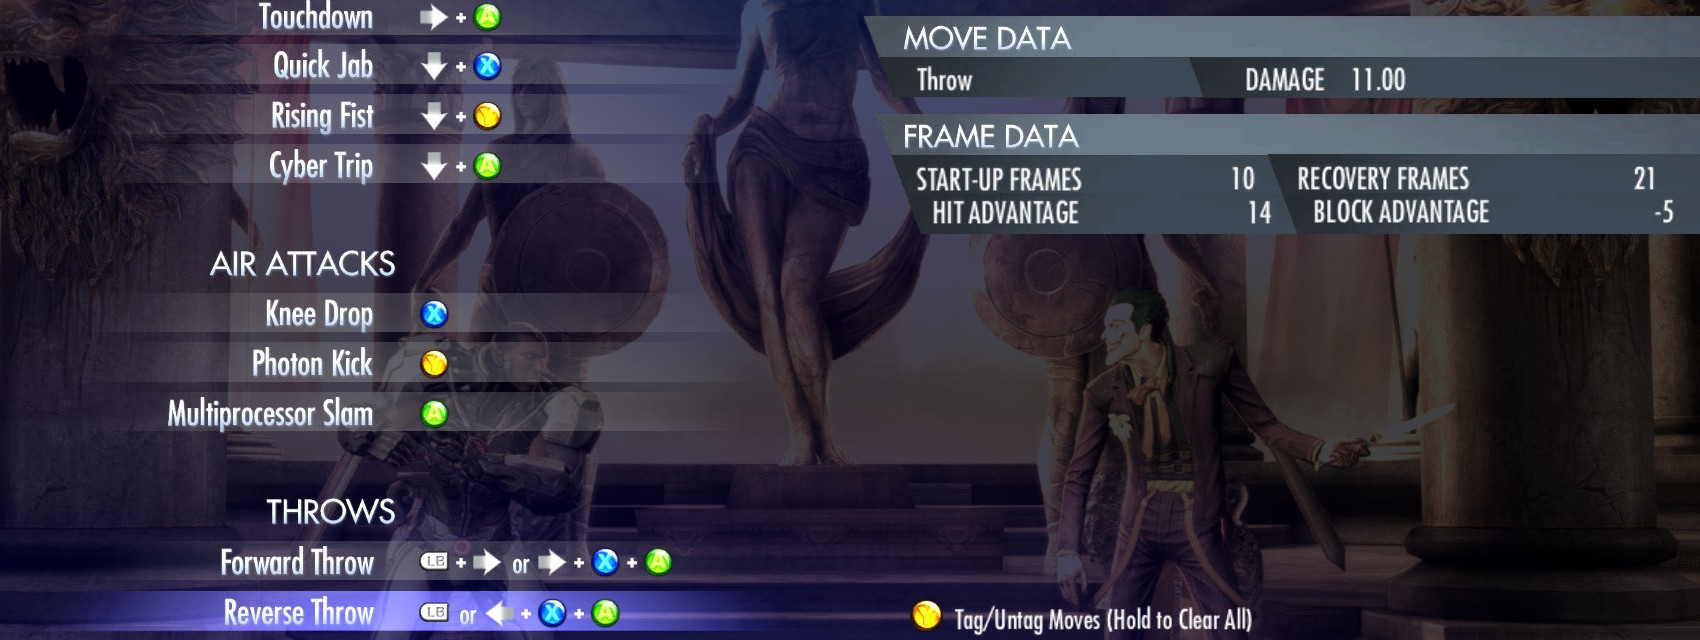 Touchdown + A
Quick Jab + X
Rising Fist + Y
Cyber Trip + A
AIR ATTACKS
Knee Drop X
Photon Kick Y
Multiprocessor Slam A
THROWS
Forward Throw LB + or + X + A
Reverse Throw LB or + X + A
MOVE DATA
Throw DAMAGE 11.00
FRAME DATA
START-UP FRAMES 10 RECOVERY FRAMES 21
HIT ADVANTAGE 14 BLOCK ADVANTAGE -5
Y Tag/Untag Moves (Hold to Clear All)